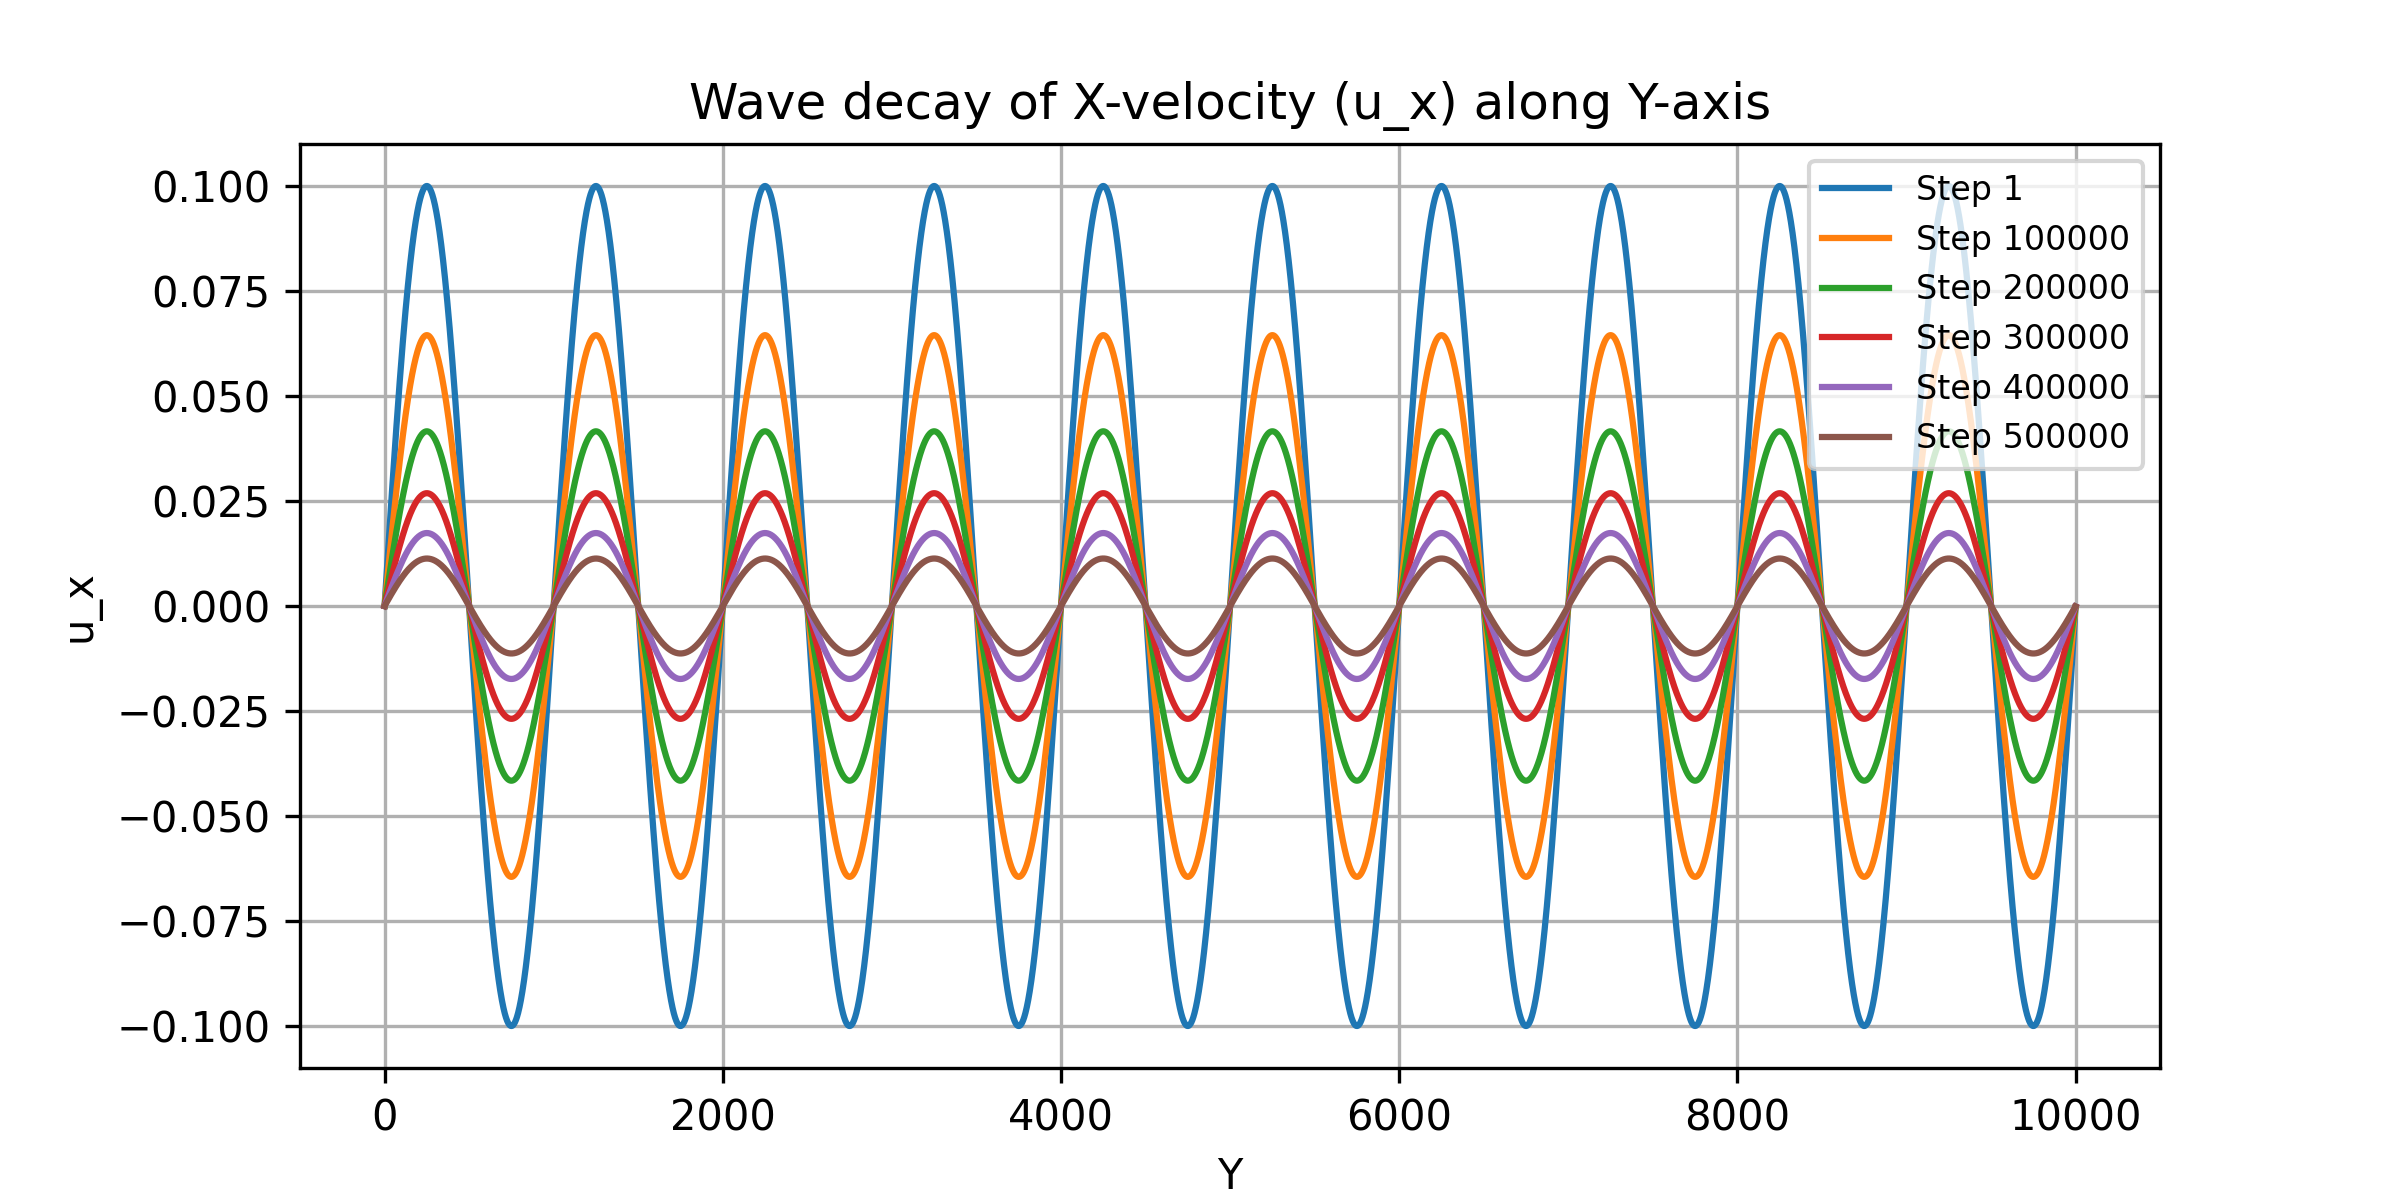 Wave decay of X-velocity (u_x) along Y-axis
0.100
0.075
0.050
0.025
0.000
−0.025
−0.050
−0.075
−0.100
u_x
Step 1
Step 100000
Step 200000
Step 300000
Step 400000
Step 500000
0 2000 4000 6000 8000 10000
Y